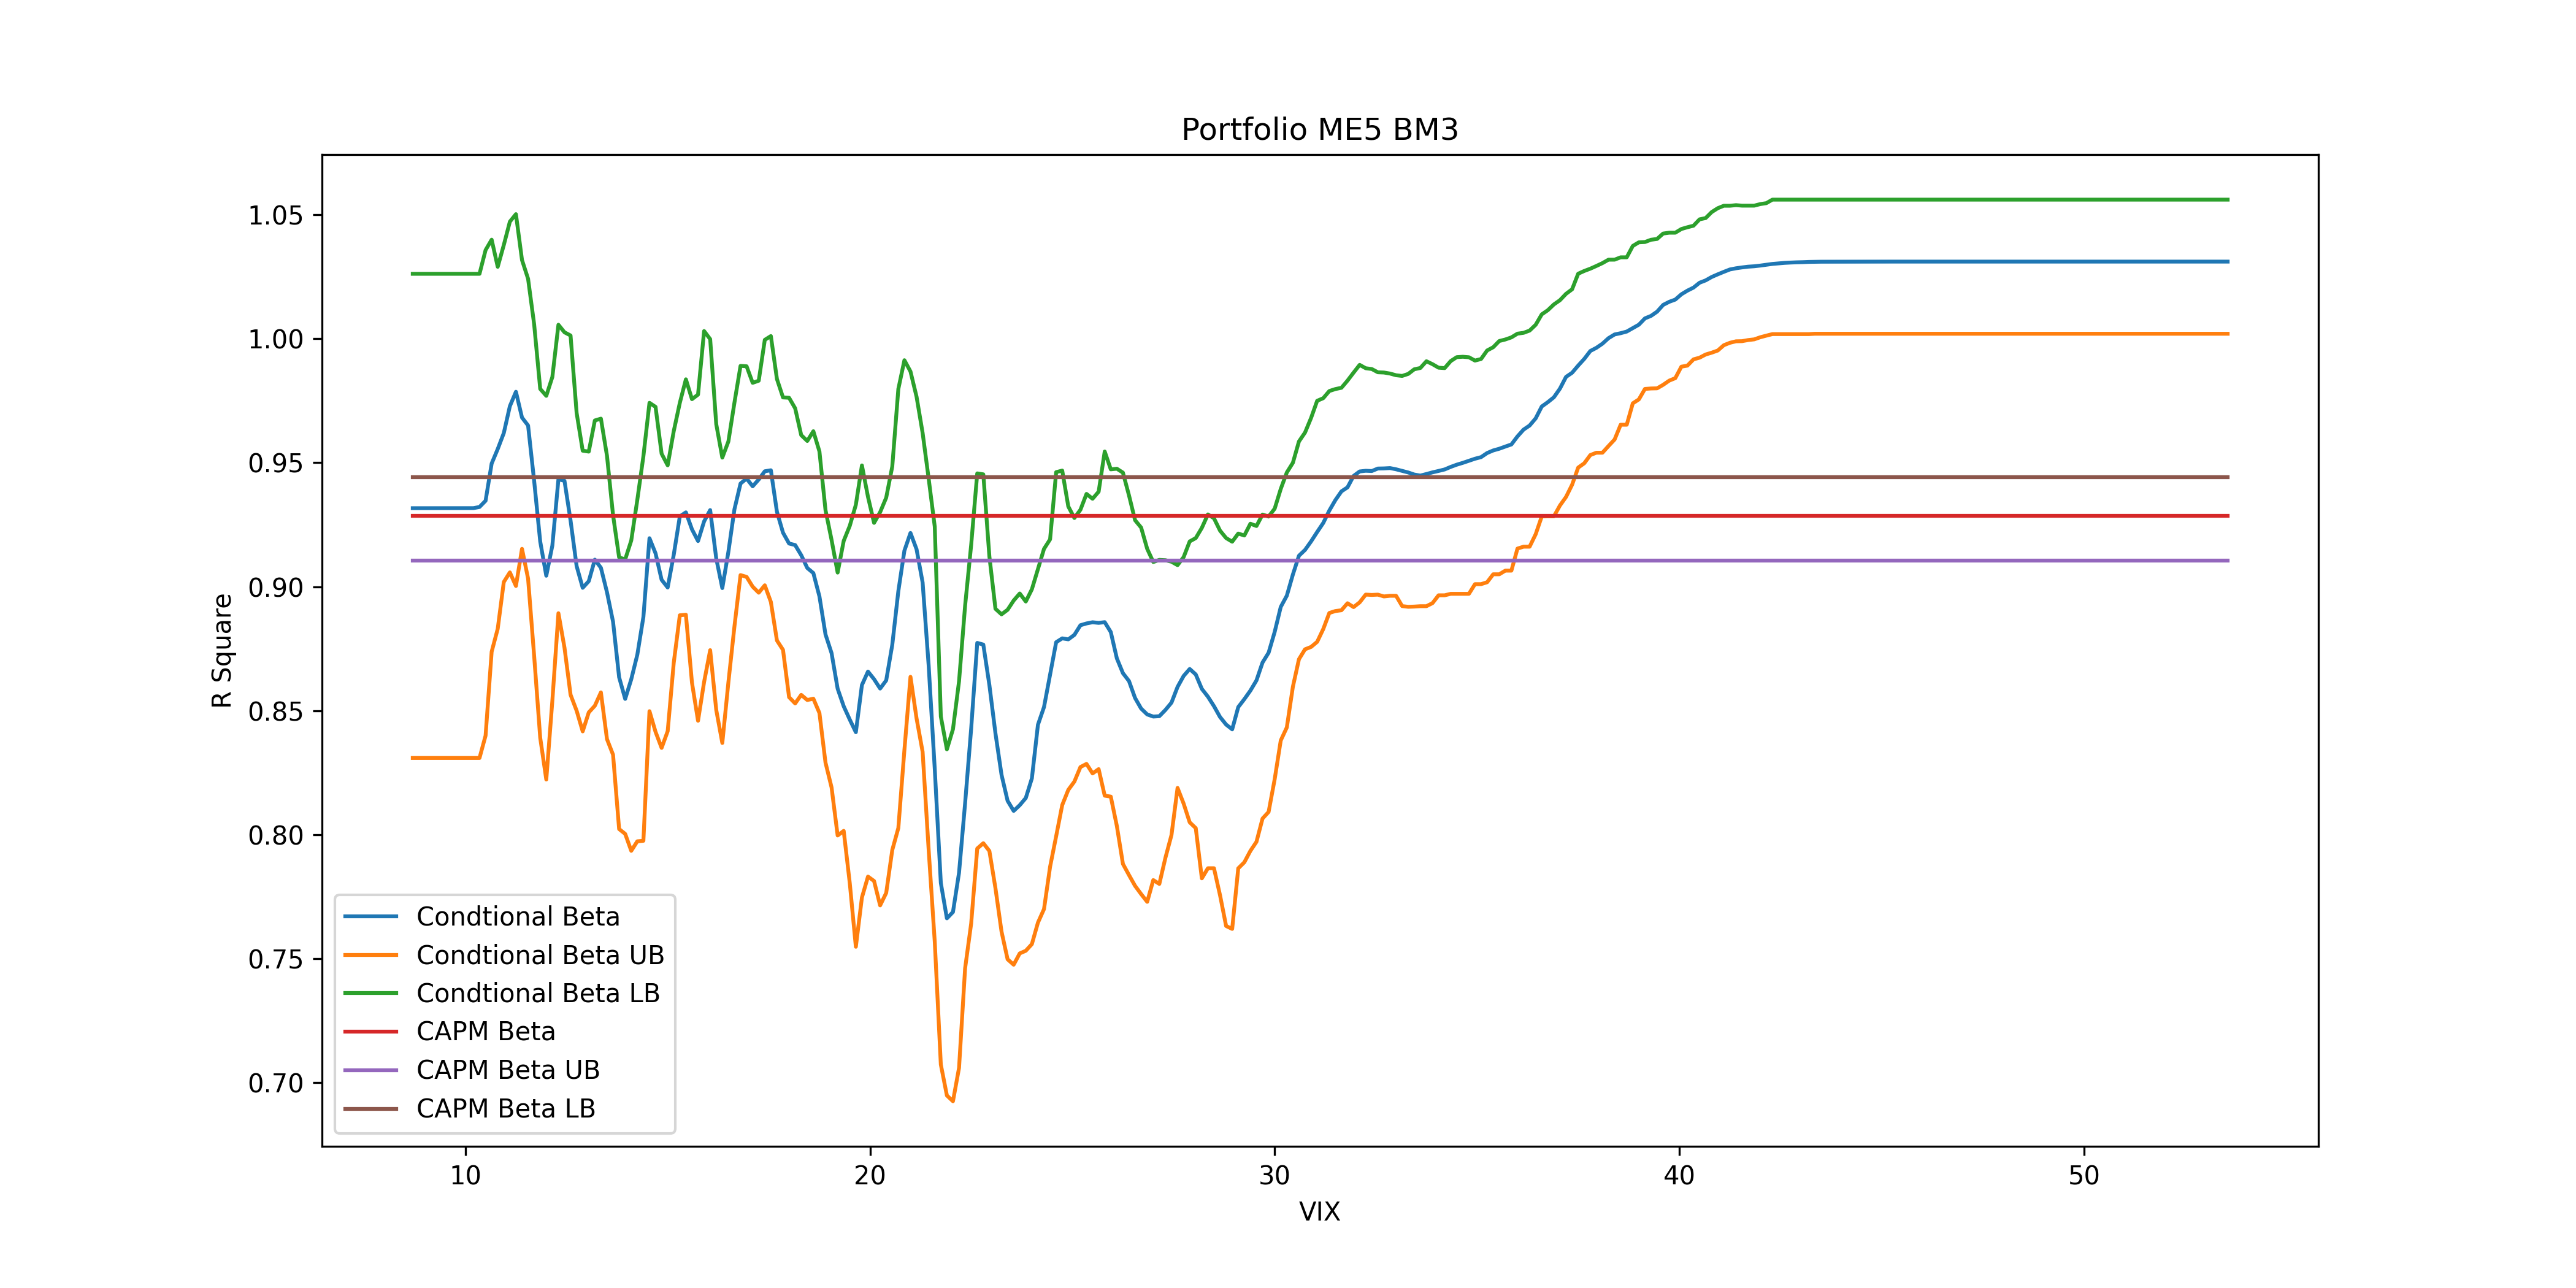 Portfolio ME5 BM3
1.05
1.00
0.95
0.90
0.85
0.80
0.75
0.70
R Square
Condtional Beta
Condtional Beta UB
Condtional Beta LB
CAPM Beta
CAPM Beta UB
CAPM Beta LB
10 20 30 40 50
VIX